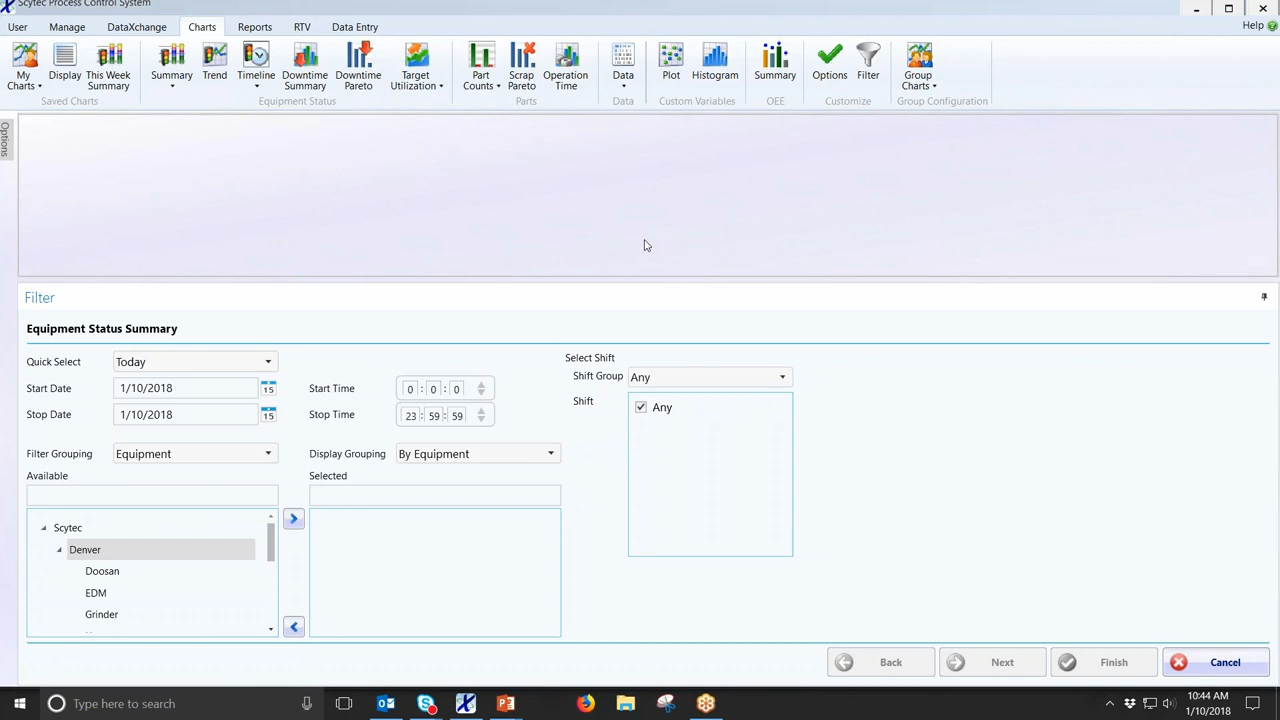 Scytec Process Control System
User Manage DataXchange Charts Reports RTV Data Entry Help
My Charts Display This Week Summary Summary Trend Timeline Downtime Summary Downtime Pareto Target Utilization Part Counts Scrap Pareto Operation Time Data Plot Histogram Summary Options Filter Group Charts
Saved Charts Equipment Status Parts Data Custom Variables OEE Customize Group Configuration
Options
Filter
Equipment Status Summary
Quick Select Today Select Shift
Start Date 1/10/2018 15 Start Time 0 : 0 : 0 Shift Group Any
Stop Date 1/10/2018 15 Stop Time 23 : 59 : 59 Shift Any
Filter Grouping Equipment Display Grouping By Equipment
Available Selected
Scytec
Denver
Doosan
EDM
Grinder
Back Next Finish Cancel
Type here to search 10:44 AM
1/10/2018